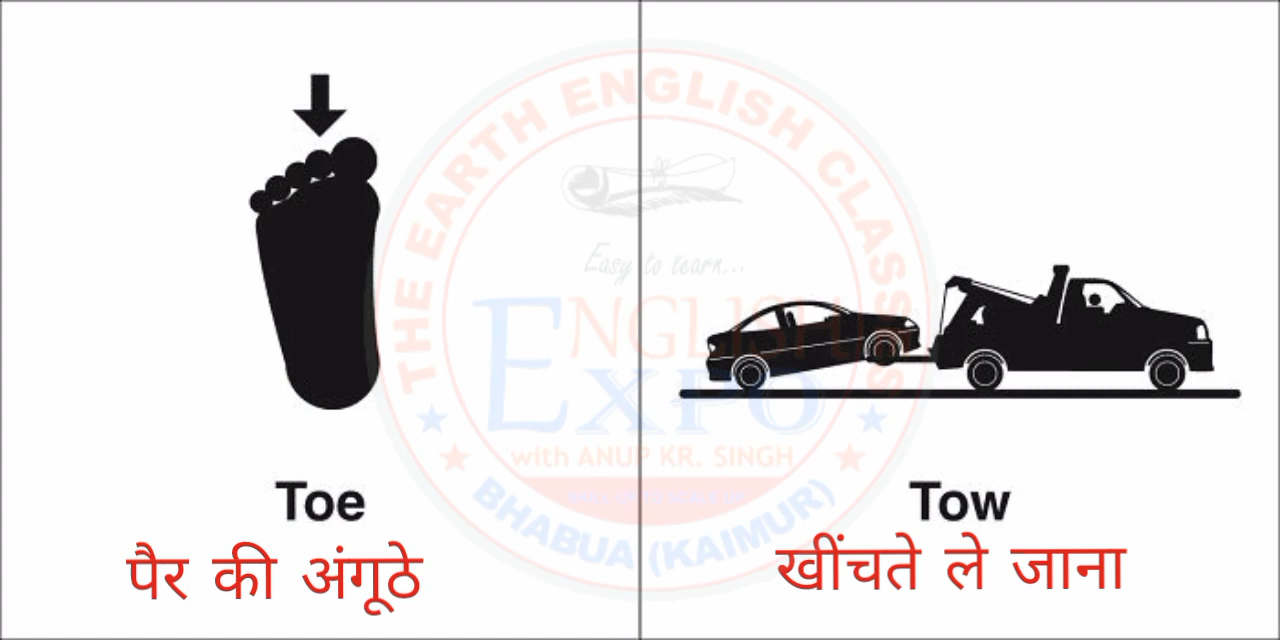 THE EARTH ENGLISH CLASSES
Easy to learn...
ENGLISH
EXPO
with ANUP KR. SINGH
BHABUA (KAIMUR)
Toe
पैर की अंगूठे
Tow
खींचते ले जाना